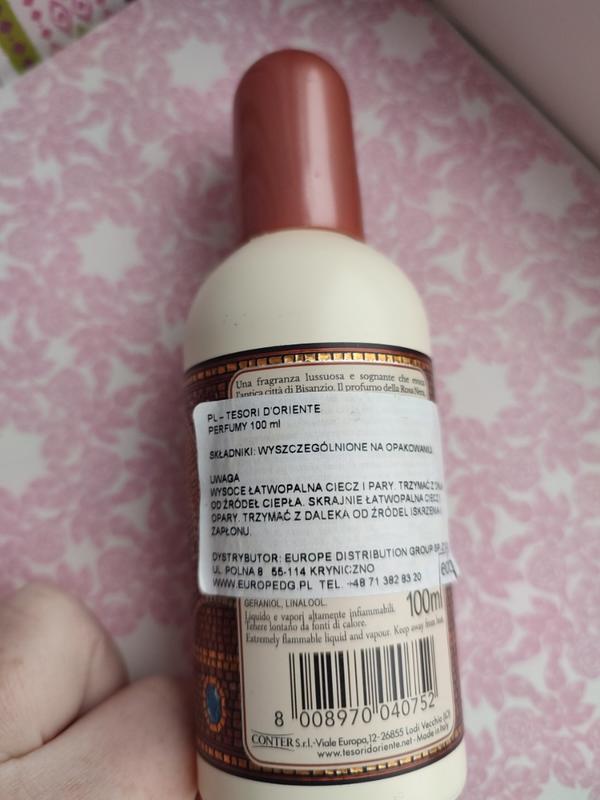 Una fragranza lussuosa e sognante che evoca
l'antica città di Bisanzio. Il profumo della Rosa Nera,
PL – TESORI D'ORIENTE
PERFUMY 100 ml
SKŁADNIKI: WYSZCZEGÓLNIONE NA OPAKOWANIU.
UWAGA
WYSOCE ŁATWOPALNA CIECZ I PARY. TRZYMAĆ Z DALA
OD ŹRÓDEŁ CIEPŁA. SKRAJNIE ŁATWOPALNA CIECZ I
OPARY. TRZYMAĆ Z DALEKA OD ŹRÓDEŁ ISKRZENIA
ZAPŁONU.
DYSTRYBUTOR: EUROPE DISTRIBUTION GROUP SP.
UL. POLNA 8 55-114 KRYNICZNO
WWW.EUROPEDG.PL TEL. +48 71 382 83 20
GERANIOL, LINALOOL.
Liquido e vapori altamente infiammabili.
100ml
Tenere lontano da fonti di calore.
Extremely flammable liquid and vapour. Keep away from heat.
8 008970 040752
CONTER S.r.l.-Viale Europa,12-26855 Lodi Vecchio (LO)
www.tesoridoriente.net - Made in Italy